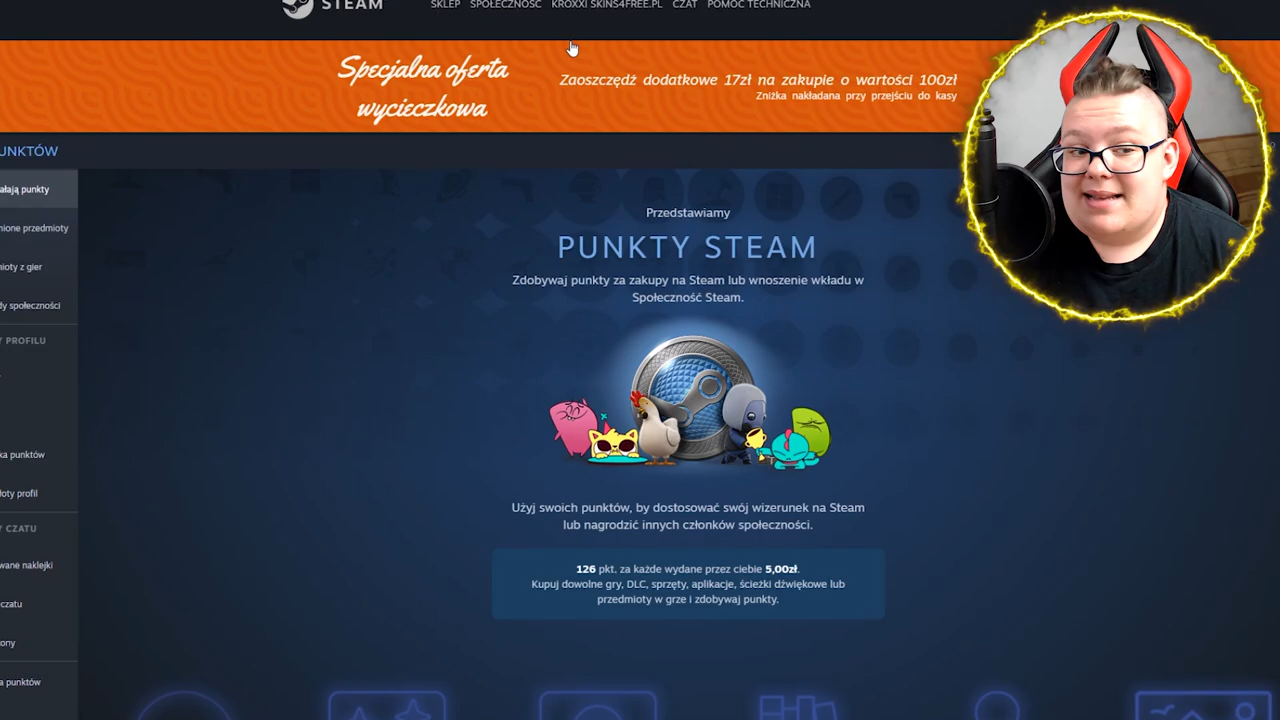 STEAM
SKLEP SPOŁECZNOŚĆ KROXXI SKINS4FREE.PL CZAT POMOC TECHNICZNA
Specjalna oferta
wycieczkowa
Zaoszczędź dodatkowe 17zł na zakupie o wartości 100zł
Zniżka nakładana przy przejściu do kasy
UNKTÓW
ałają punkty
nione przedmioty
nioty z gier
dy społeczności
Y PROFILU
ka punktów
łoty profil
Y CZATU
wane naklejki
czatu
ony
a punktów
Przedstawiamy
PUNKTY STEAM
Zdobywaj punkty za zakupy na Steam lub wnoszenie wkładu w
Społeczność Steam.
Użyj swoich punktów, by dostosować swój wizerunek na Steam
lub nagrodzić innych członków społeczności.
126 pkt. za każde wydane przez ciebie 5,00zł.
Kupuj dowolne gry, DLC, sprzęty, aplikacje, ścieżki dźwiękowe lub
przedmioty w grze i zdobywaj punkty.